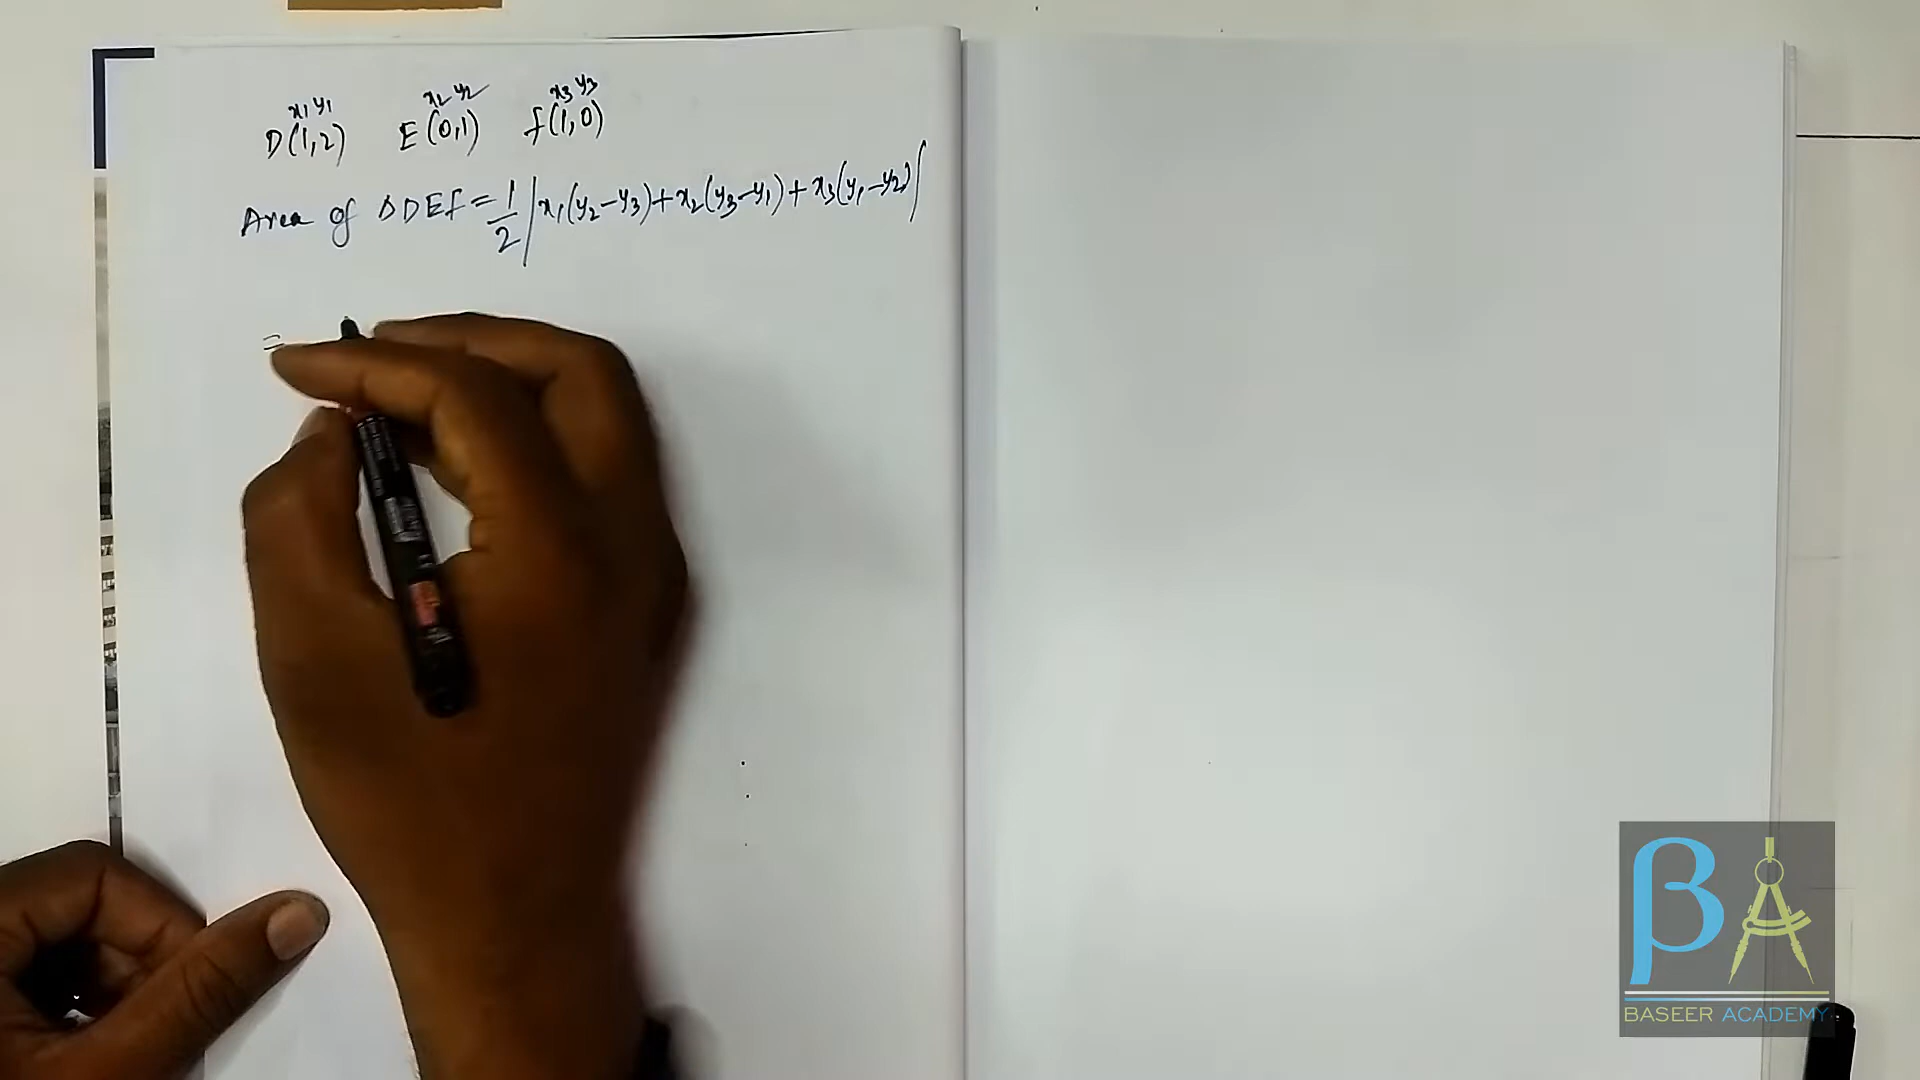 x₁ y₁ x₂ y₂ x₃ y₃
D(1,2) E(0,1) f(1,0)
Area of ΔDEf = 1/2 |x₁(y₂-y₃)+x₂(y₃-y₁)+x₃(y₁-y₂)|
=
βA
BASEER ACADEMY